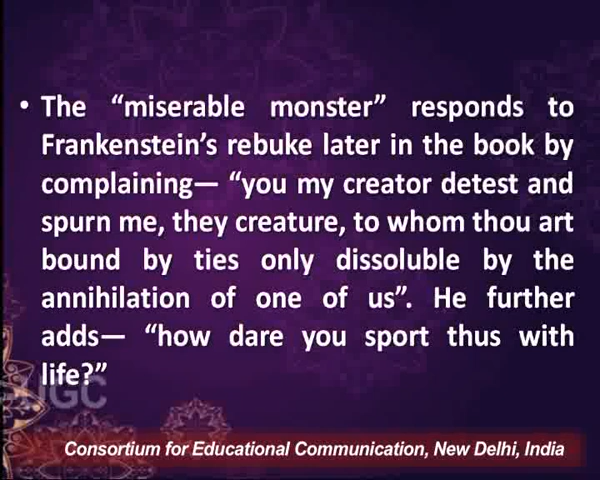 • The “miserable monster” responds to
Frankenstein’s rebuke later in the book by
complaining— “you my creator detest and
spurn me, they creature, to whom thou art
bound by ties only dissoluble by the
annihilation of one of us”. He further
adds— “how dare you sport thus with
life?”
UGC
Consortium for Educational Communication, New Delhi, India